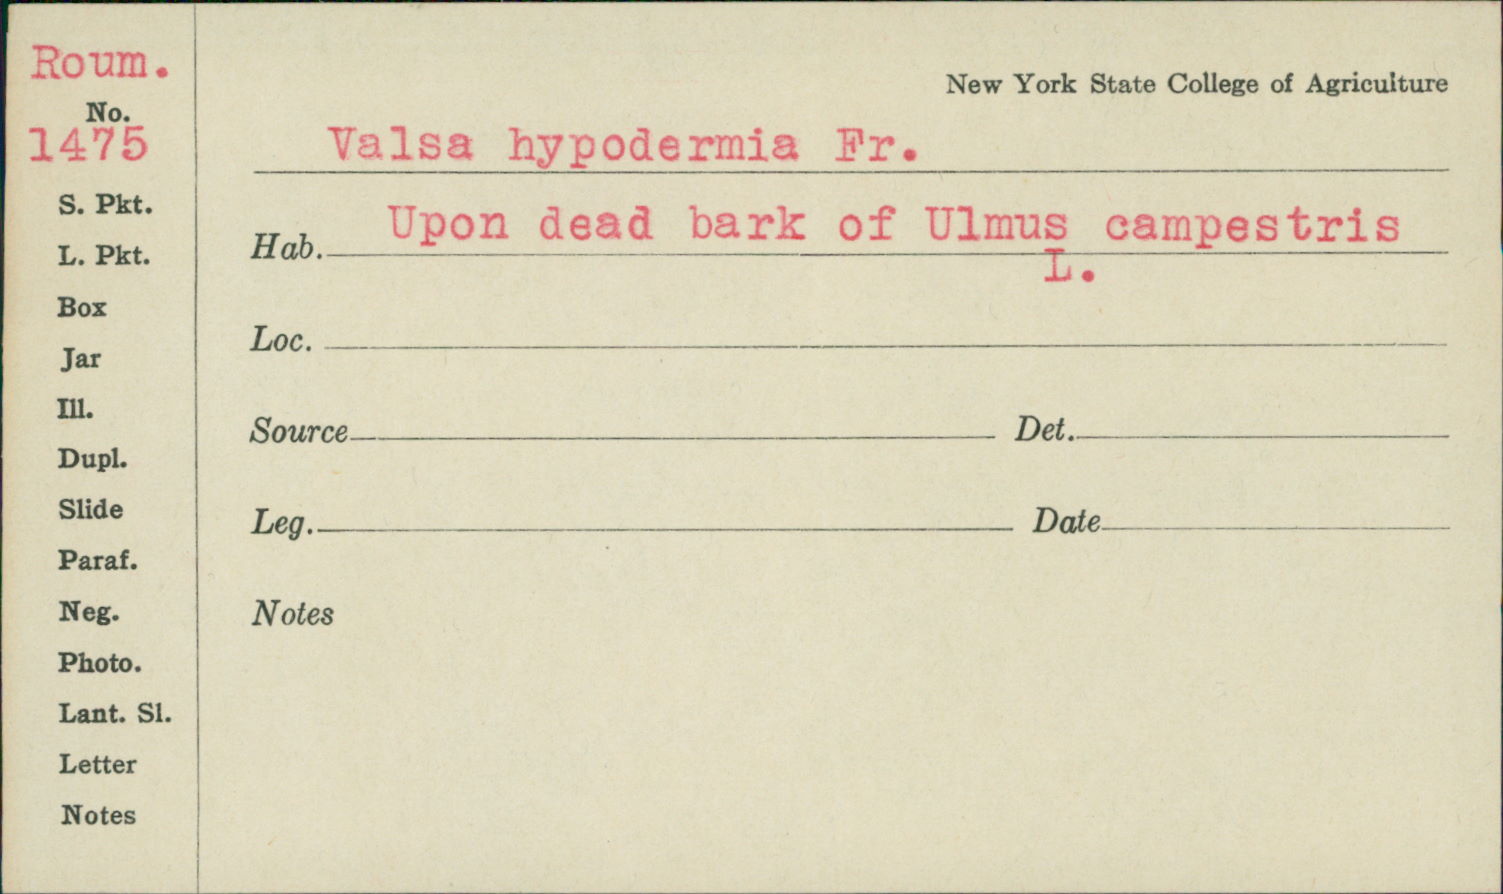 Roum.
No.
1475
S. Pkt.
L. Pkt.
Box
Jar
Ill.
Dupl.
Slide
Paraf.
Neg.
Photo.
Lant. Sl.
Letter
Notes
New York State College of Agriculture
Valsa hypodermia Fr.
Hab. Upon dead bark of Ulmus campestris
L.
Loc.
Source Det.
Leg. Date
Notes